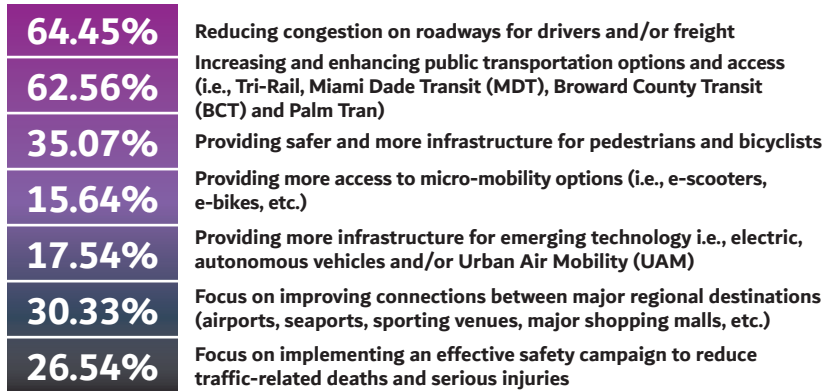 64.45% Reducing congestion on roadways for drivers and/or freight
62.56% Increasing and enhancing public transportation options and access
(i.e., Tri-Rail, Miami Dade Transit (MDT), Broward County Transit
(BCT) and Palm Tran)
35.07% Providing safer and more infrastructure for pedestrians and bicyclists
15.64% Providing more access to micro-mobility options (i.e., e-scooters,
e-bikes, etc.)
17.54% Providing more infrastructure for emerging technology i.e., electric,
autonomous vehicles and/or Urban Air Mobility (UAM)
30.33% Focus on improving connections between major regional destinations
(airports, seaports, sporting venues, major shopping malls, etc.)
26.54% Focus on implementing an effective safety campaign to reduce
traffic-related deaths and serious injuries